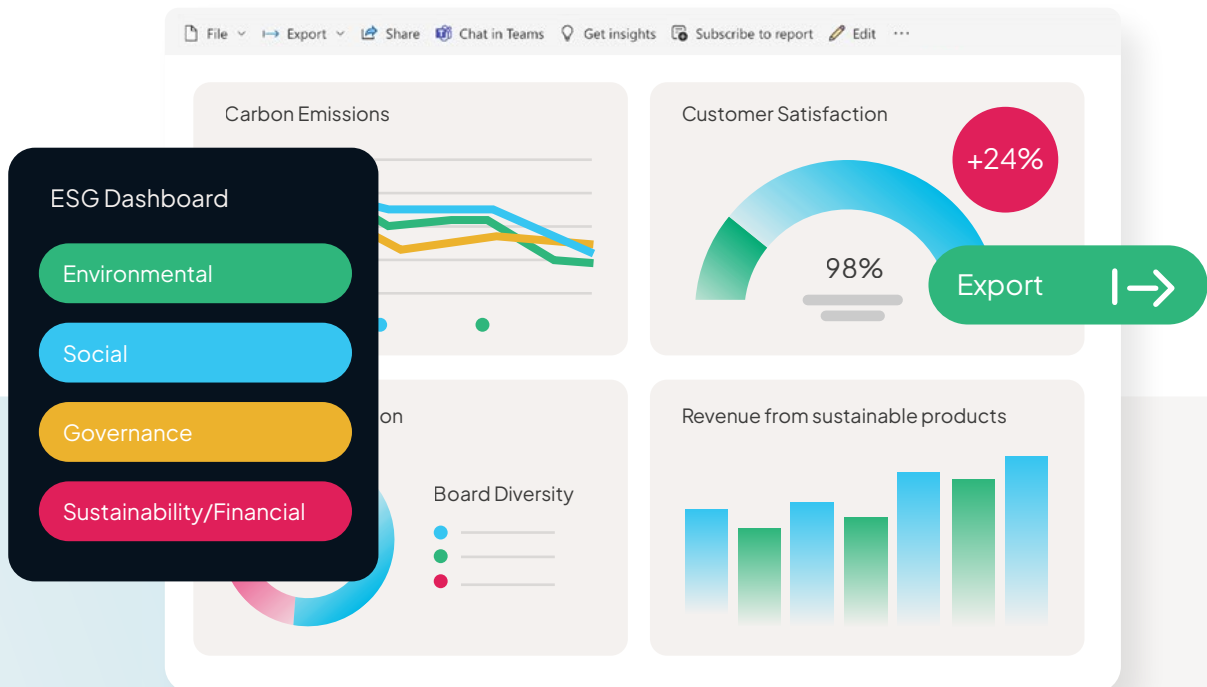 File Export Share Chat in Teams Get insights Subscribe to report Edit ...
Carbon Emissions
Customer Satisfaction
+24%
98%
Export
ESG Dashboard
Environmental
Social
Governance
Sustainability/Financial
on
Board Diversity
Revenue from sustainable products